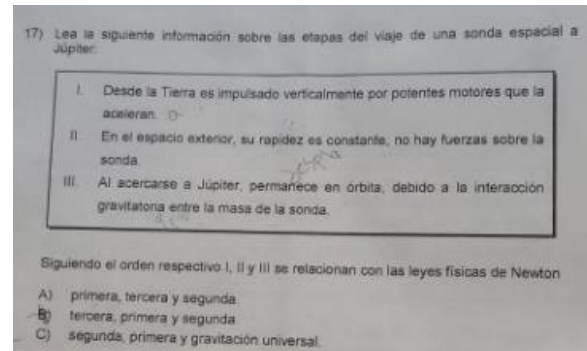 17) Lea la siguiente información sobre las etapas del viaje de una sonda espacial a
Júpiter:
I. Desde la Tierra es impulsado verticalmente por potentes motores que la
aceleran.
II. En el espacio exterior, su rapidez es constante, no hay fuerzas sobre la
sonda.
III. Al acercarse a Júpiter, permanece en órbita, debido a la interacción
gravitatoria entre la masa de la sonda.
Siguiendo el orden respectivo I, II y III se relacionan con las leyes físicas de Newton
A) primera, tercera y segunda.
B) tercera, primera y segunda
C) segunda, primera y gravitación universal.